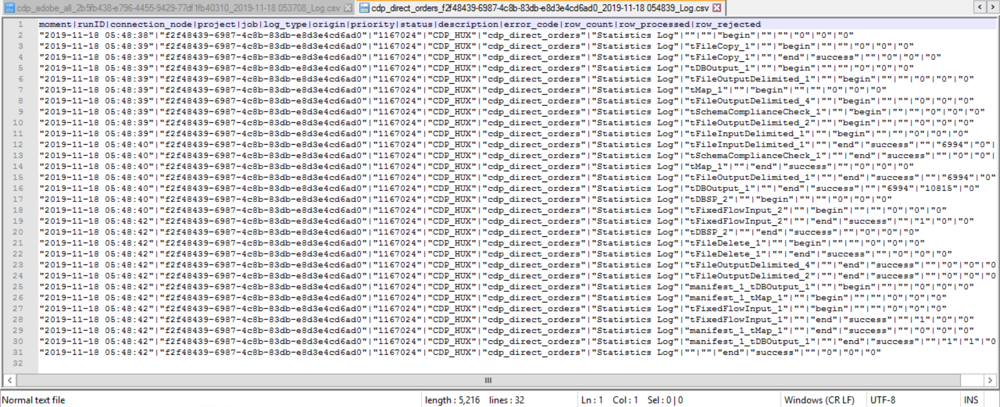 cdp_adobe_all_2b5fb438-e796-4455-9429-77df1fb40310_2019-11-18 053708_Log.csv cdp_direct_orders_f2f48439-6987-4c8b-83db-e8d3e4cd6ad0_2019-11-18 054839_Log.csv
1 moment|runID|connection_node|project|job|log_type|origin|priority|status|description|error_code|row_count|row_processed|row_rejected
2 "2019-11-18 05:48:38"|"f2f48439-6987-4c8b-83db-e8d3e4cd6ad0"|"1167024"|"CDP_HUX"|"cdp_direct_orders"|"Statistics Log"|""|""|"begin"|""|""|"0"|"0"|"0"
3 "2019-11-18 05:48:39"|"f2f48439-6987-4c8b-83db-e8d3e4cd6ad0"|"1167024"|"CDP_HUX"|"cdp_direct_orders"|"Statistics Log"|"tFileCopy_1"|""|"begin"|""|""|"0"|"0"|"0"
4 "2019-11-18 05:48:39"|"f2f48439-6987-4c8b-83db-e8d3e4cd6ad0"|"1167024"|"CDP_HUX"|"cdp_direct_orders"|"Statistics Log"|"tFileCopy_1"|""|"end"|"success"|""|"0"|"0"|"0"
5 "2019-11-18 05:48:39"|"f2f48439-6987-4c8b-83db-e8d3e4cd6ad0"|"1167024"|"CDP_HUX"|"cdp_direct_orders"|"Statistics Log"|"tDBOutput_1"|""|"begin"|""|""|"0"|"0"|"0"
6 "2019-11-18 05:48:39"|"f2f48439-6987-4c8b-83db-e8d3e4cd6ad0"|"1167024"|"CDP_HUX"|"cdp_direct_orders"|"Statistics Log"|"tFileOutputDelimited_1"|""|"begin"|""|""|"0"|"0"|"0"
7 "2019-11-18 05:48:39"|"f2f48439-6987-4c8b-83db-e8d3e4cd6ad0"|"1167024"|"CDP_HUX"|"cdp_direct_orders"|"Statistics Log"|"tMap_1"|""|"begin"|""|""|"0"|"0"|"0"
8 "2019-11-18 05:48:39"|"f2f48439-6987-4c8b-83db-e8d3e4cd6ad0"|"1167024"|"CDP_HUX"|"cdp_direct_orders"|"Statistics Log"|"tFileOutputDelimited_4"|""|"begin"|""|""|"0"|"0"|"0"
9 "2019-11-18 05:48:39"|"f2f48439-6987-4c8b-83db-e8d3e4cd6ad0"|"1167024"|"CDP_HUX"|"cdp_direct_orders"|"Statistics Log"|"tSchemaComplianceCheck_1"|""|"begin"|""|""|"0"|"0"|"0"
10 "2019-11-18 05:48:39"|"f2f48439-6987-4c8b-83db-e8d3e4cd6ad0"|"1167024"|"CDP_HUX"|"cdp_direct_orders"|"Statistics Log"|"tFileOutputDelimited_2"|""|"begin"|""|""|"0"|"0"|"0"
11 "2019-11-18 05:48:39"|"f2f48439-6987-4c8b-83db-e8d3e4cd6ad0"|"1167024"|"CDP_HUX"|"cdp_direct_orders"|"Statistics Log"|"tFileInputDelimited_1"|""|"begin"|""|""|"0"|"0"|"0"
12 "2019-11-18 05:48:40"|"f2f48439-6987-4c8b-83db-e8d3e4cd6ad0"|"1167024"|"CDP_HUX"|"cdp_direct_orders"|"Statistics Log"|"tFileInputDelimited_1"|""|"end"|"success"|""|"6994"|"0"|
13 "2019-11-18 05:48:40"|"f2f48439-6987-4c8b-83db-e8d3e4cd6ad0"|"1167024"|"CDP_HUX"|"cdp_direct_orders"|"Statistics Log"|"tSchemaComplianceCheck_1"|""|"end"|"success"|""|"0"|"0"|
14 "2019-11-18 05:48:40"|"f2f48439-6987-4c8b-83db-e8d3e4cd6ad0"|"1167024"|"CDP_HUX"|"cdp_direct_orders"|"Statistics Log"|"tMap_1"|""|"end"|"success"|""|"0"|"0"|"0"
15 "2019-11-18 05:48:40"|"f2f48439-6987-4c8b-83db-e8d3e4cd6ad0"|"1167024"|"CDP_HUX"|"cdp_direct_orders"|"Statistics Log"|"tFileOutputDelimited_1"|""|"end"|"success"|""|"6994"|"0"
16 "2019-11-18 05:48:40"|"f2f48439-6987-4c8b-83db-e8d3e4cd6ad0"|"1167024"|"CDP_HUX"|"cdp_direct_orders"|"Statistics Log"|"tDBOutput_1"|""|"end"|"success"|""|"6994"|"10815"|"0"
17 "2019-11-18 05:48:40"|"f2f48439-6987-4c8b-83db-e8d3e4cd6ad0"|"1167024"|"CDP_HUX"|"cdp_direct_orders"|"Statistics Log"|"tDBSP_2"|""|"begin"|""|""|"0"|"0"|"0"
18 "2019-11-18 05:48:40"|"f2f48439-6987-4c8b-83db-e8d3e4cd6ad0"|"1167024"|"CDP_HUX"|"cdp_direct_orders"|"Statistics Log"|"tFixedFlowInput_2"|""|"begin"|""|""|"0"|"0"|"0"
19 "2019-11-18 05:48:42"|"f2f48439-6987-4c8b-83db-e8d3e4cd6ad0"|"1167024"|"CDP_HUX"|"cdp_direct_orders"|"Statistics Log"|"tFixedFlowInput_2"|""|"end"|"success"|""|"1"|"0"|"0"
20 "2019-11-18 05:48:42"|"f2f48439-6987-4c8b-83db-e8d3e4cd6ad0"|"1167024"|"CDP_HUX"|"cdp_direct_orders"|"Statistics Log"|"tDBSP_2"|""|"end"|"success"|""|"0"|"0"|"0"
21 "2019-11-18 05:48:42"|"f2f48439-6987-4c8b-83db-e8d3e4cd6ad0"|"1167024"|"CDP_HUX"|"cdp_direct_orders"|"Statistics Log"|"tFileDelete_1"|""|"begin"|""|""|"0"|"0"|"0"
22 "2019-11-18 05:48:42"|"f2f48439-6987-4c8b-83db-e8d3e4cd6ad0"|"1167024"|"CDP_HUX"|"cdp_direct_orders"|"Statistics Log"|"tFileDelete_1"|""|"end"|"success"|""|"0"|"0"|"0"
23 "2019-11-18 05:48:42"|"f2f48439-6987-4c8b-83db-e8d3e4cd6ad0"|"1167024"|"CDP_HUX"|"cdp_direct_orders"|"Statistics Log"|"tFileOutputDelimited_4"|""|"end"|"success"|""|"0"|"0"|"0
24 "2019-11-18 05:48:42"|"f2f48439-6987-4c8b-83db-e8d3e4cd6ad0"|"1167024"|"CDP_HUX"|"cdp_direct_orders"|"Statistics Log"|"tFileOutputDelimited_2"|""|"end"|"success"|""|"0"|"0"|"0
25 "2019-11-18 05:48:42"|"f2f48439-6987-4c8b-83db-e8d3e4cd6ad0"|"1167024"|"CDP_HUX"|"cdp_direct_orders"|"Statistics Log"|"manifest_1_tDBOutput_1"|""|"begin"|""|""|"0"|"0"|"0"
26 "2019-11-18 05:48:42"|"f2f48439-6987-4c8b-83db-e8d3e4cd6ad0"|"1167024"|"CDP_HUX"|"cdp_direct_orders"|"Statistics Log"|"manifest_1_tMap_1"|""|"begin"|""|""|"0"|"0"|"0"
27 "2019-11-18 05:48:42"|"f2f48439-6987-4c8b-83db-e8d3e4cd6ad0"|"1167024"|"CDP_HUX"|"cdp_direct_orders"|"Statistics Log"|"tFixedFlowInput_1"|""|"begin"|""|""|"0"|"0"|"0"
28 "2019-11-18 05:48:42"|"f2f48439-6987-4c8b-83db-e8d3e4cd6ad0"|"1167024"|"CDP_HUX"|"cdp_direct_orders"|"Statistics Log"|"tFixedFlowInput_1"|""|"end"|"success"|""|"1"|"0"|"0"
29 "2019-11-18 05:48:42"|"f2f48439-6987-4c8b-83db-e8d3e4cd6ad0"|"1167024"|"CDP_HUX"|"cdp_direct_orders"|"Statistics Log"|"manifest_1_tMap_1"|""|"end"|"success"|""|"0"|"0"|"0"
30 "2019-11-18 05:48:42"|"f2f48439-6987-4c8b-83db-e8d3e4cd6ad0"|"1167024"|"CDP_HUX"|"cdp_direct_orders"|"Statistics Log"|"manifest_1_tDBOutput_1"|""|"end"|"success"|""|"1"|"1"|"0
31 "2019-11-18 05:48:42"|"f2f48439-6987-4c8b-83db-e8d3e4cd6ad0"|"1167024"|"CDP_HUX"|"cdp_direct_orders"|"Statistics Log"|""|""|"end"|"success"|""|"0"|"0"|"0"
32
Normal text file length : 5,216 lines : 32 Ln : 1 Col : 1 Sel : 0 | 0 Windows (CR LF) UTF-8 INS